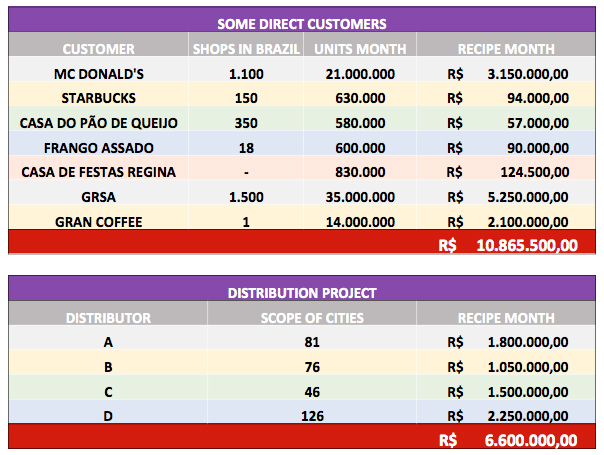 SOME DIRECT CUSTOMERS
CUSTOMER SHOPS IN BRAZIL UNITS MONTH RECIPE MONTH
MC DONALD'S 1.100 21.000.000 R$ 3.150.000,00
STARBUCKS 150 630.000 R$ 94.000,00
CASA DO PÃO DE QUEIJO 350 580.000 R$ 57.000,00
FRANGO ASSADO 18 600.000 R$ 90.000,00
CASA DE FESTAS REGINA - 830.000 R$ 124.500,00
GRSA 1.500 35.000.000 R$ 5.250.000,00
GRAN COFFEE 1 14.000.000 R$ 2.100.000,00
R$ 10.865.500,00
DISTRIBUTION PROJECT
DISTRIBUTOR SCOPE OF CITIES RECIPE MONTH
A 81 R$ 1.800.000,00
B 76 R$ 1.050.000,00
C 46 R$ 1.500.000,00
D 126 R$ 2.250.000,00
R$ 6.600.000,00